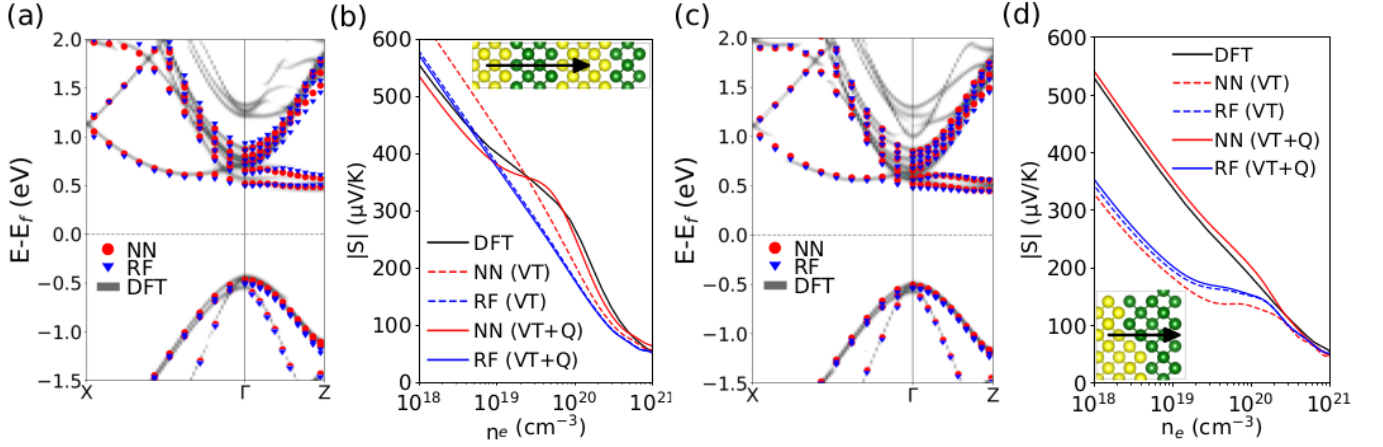 (a)
2.0
1.5
1.0
0.5
0.0
−0.5
−1.0
−1.5
E-E_f (eV)
NN
RF
DFT
X
Γ
Z
(b)
600
500
400
300
200
100
0
|S| (μV/K)
DFT
NN (VT)
RF (VT)
NN (VT+Q)
RF (VT+Q)
10^18
10^19
10^20
10^21
n^e (cm^−3)
(c)
2.0
1.5
1.0
0.5
0.0
−0.5
−1.0
−1.5
E-E_f (eV)
NN
RF
DFT
X
Γ
Z
(d)
600
500
400
300
200
100
0
|S| (μV/K)
DFT
NN (VT)
RF (VT)
NN (VT+Q)
RF (VT+Q)
10^18
10^19
10^20
10^21
n_e (cm^−3)